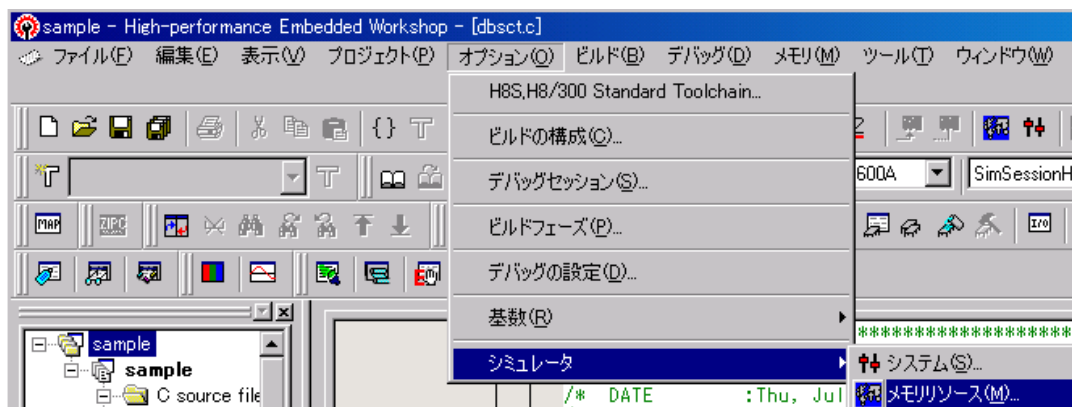 sample - High-performance Embedded Workshop - [dbsct.c]
ファイル(F) 編集(E) 表示(V) プロジェクト(P) オプション(O) ビルド(B) デバッグ(D) メモリ(M) ツール(T) ウィンドウ(W)
H8S,H8/300 Standard Toolchain...
ビルドの構成(C)...
600A
SimSessionH
デバッグセッション(S)...
MAP
ZIPC
ビルドフェーズ(P)...
I/O
デバッグの設定(D)...
基数(R)
********************
sample
シミュレータ
システム(S)...
sample
C source file
/* DATE :Thu, Jul
メモリリソース(M)...